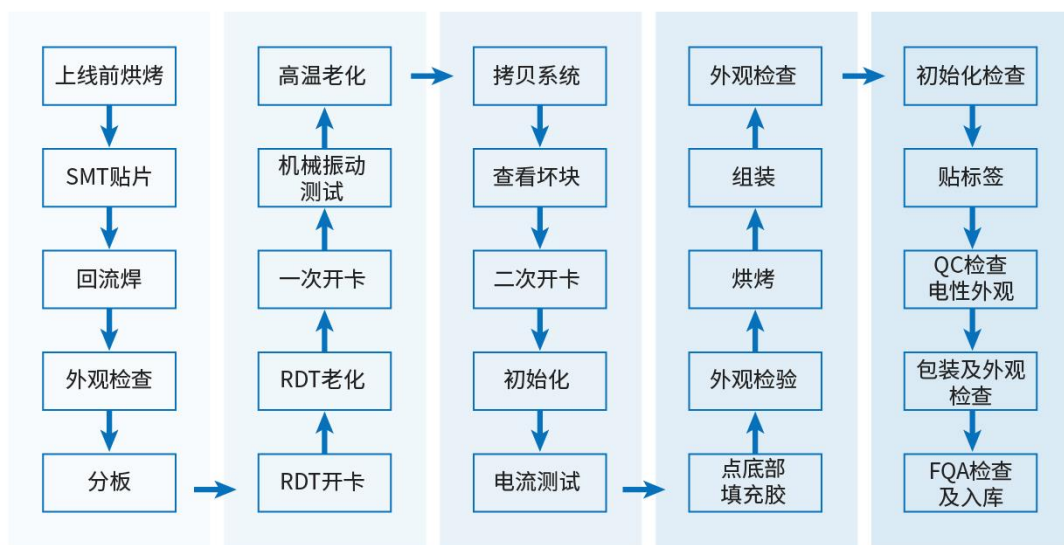 上线前烘烤
SMT贴片
回流焊
外观检查
分板
RDT开卡
RDT老化
一次开卡
机械振动
测试
高温老化
拷贝系统
查看坏块
二次开卡
初始化
电流测试
点底部
填充胶
外观检验
烘烤
组装
外观检查
初始化检查
贴标签
QC检查
电性外观
包装及外观
检查
FQA检查
及入库